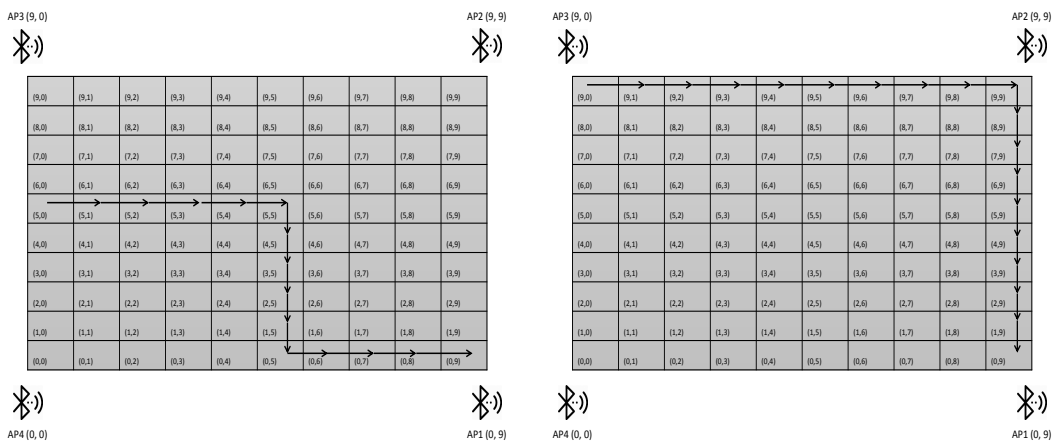 AP3 (9, 0) AP2 (9, 9) AP3 (9, 0) AP2 (9, 9)
(9,0) (9,1) (9,2) (9,3) (9,4) (9,5) (9,6) (9,7) (9,8) (9,9) (9,0) (9,1) (9,2) (9,3) (9,4) (9,5) (9,6) (9,7) (9,8) (9,9)
(8,0) (8,1) (8,2) (8,3) (8,4) (8,5) (8,6) (8,7) (8,8) (8,9) (8,0) (8,1) (8,2) (8,3) (8,4) (8,5) (8,6) (8,7) (8,8) (8,9)
(7,0) (7,1) (7,2) (7,3) (7,4) (7,5) (7,6) (7,7) (7,8) (7,9) (7,0) (7,1) (7,2) (7,3) (7,4) (7,5) (7,6) (7,7) (7,8) (7,9)
(6,0) (6,1) (6,2) (6,3) (6,4) (6,5) (6,6) (6,7) (6,8) (6,9) (6,0) (6,1) (6,2) (6,3) (6,4) (6,5) (6,6) (6,7) (6,8) (6,9)
(5,0) (5,1) (5,2) (5,3) (5,4) (5,5) (5,6) (5,7) (5,8) (5,9) (5,0) (5,1) (5,2) (5,3) (5,4) (5,5) (5,6) (5,7) (5,8) (5,9)
(4,0) (4,1) (4,2) (4,3) (4,4) (4,5) (4,6) (4,7) (4,8) (4,9) (4,0) (4,1) (4,2) (4,3) (4,4) (4,5) (4,6) (4,7) (4,8) (4,9)
(3,0) (3,1) (3,2) (3,3) (3,4) (3,5) (3,6) (3,7) (3,8) (3,9) (3,0) (3,1) (3,2) (3,3) (3,4) (3,5) (3,6) (3,7) (3,8) (3,9)
(2,0) (2,1) (2,2) (2,3) (2,4) (2,5) (2,6) (2,7) (2,8) (2,9) (2,0) (2,1) (2,2) (2,3) (2,4) (2,5) (2,6) (2,7) (2,8) (2,9)
(1,0) (1,1) (1,2) (1,3) (1,4) (1,5) (1,6) (1,7) (1,8) (1,9) (1,0) (1,1) (1,2) (1,3) (1,4) (1,5) (1,6) (1,7) (1,8) (1,9)
(0,0) (0,1) (0,2) (0,3) (0,4) (0,5) (0,6) (0,7) (0,8) (0,9) (0,0) (0,1) (0,2) (0,3) (0,4) (0,5) (0,6) (0,7) (0,8) (0,9)
AP4 (0, 0) AP1 (0, 9) AP4 (0, 0) AP1 (0, 9)